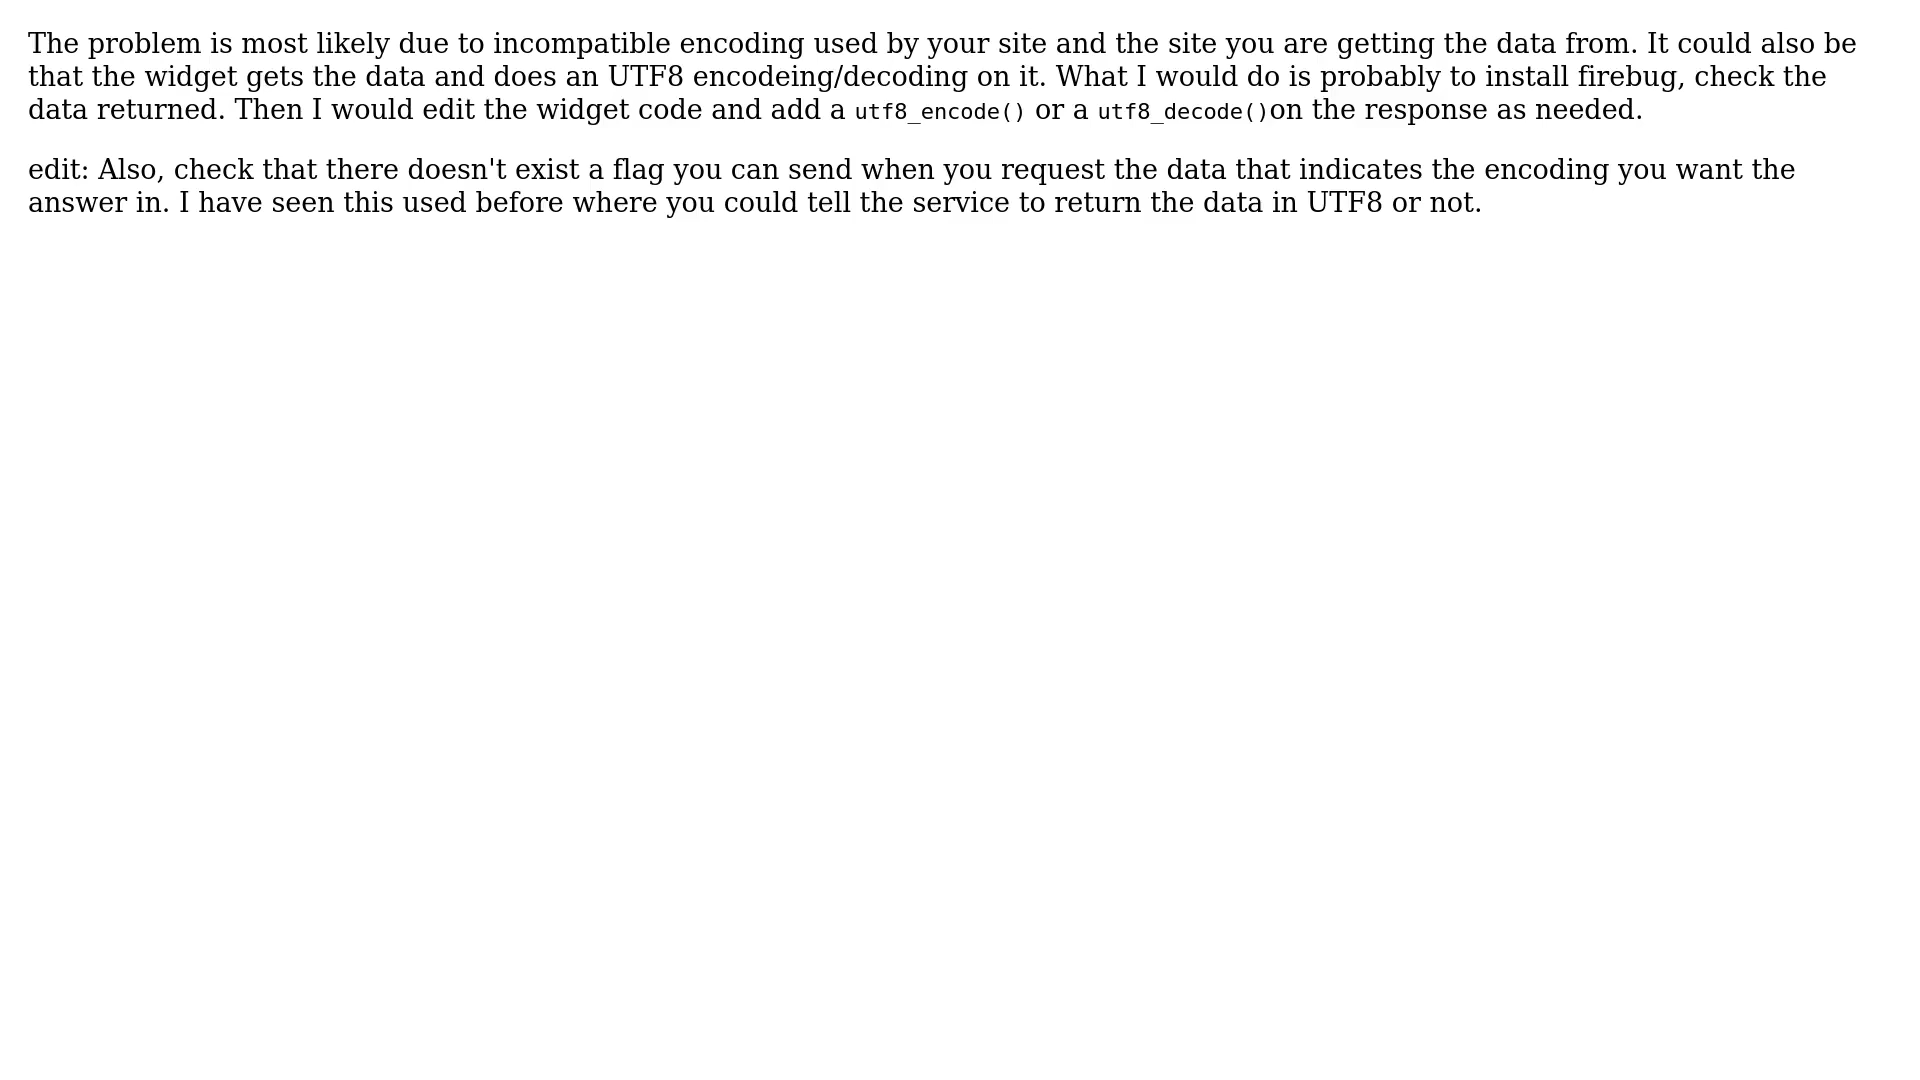 The problem is most likely due to incompatible encoding used by your site and the site you are getting the data from. It could also be
that the widget gets the data and does an UTF8 encodeing/decoding on it. What I would do is probably to install firebug, check the
data returned. Then I would edit the widget code and add a utf8_encode() or a utf8_decode()on the response as needed.
edit: Also, check that there doesn't exist a flag you can send when you request the data that indicates the encoding you want the
answer in. I have seen this used before where you could tell the service to return the data in UTF8 or not.